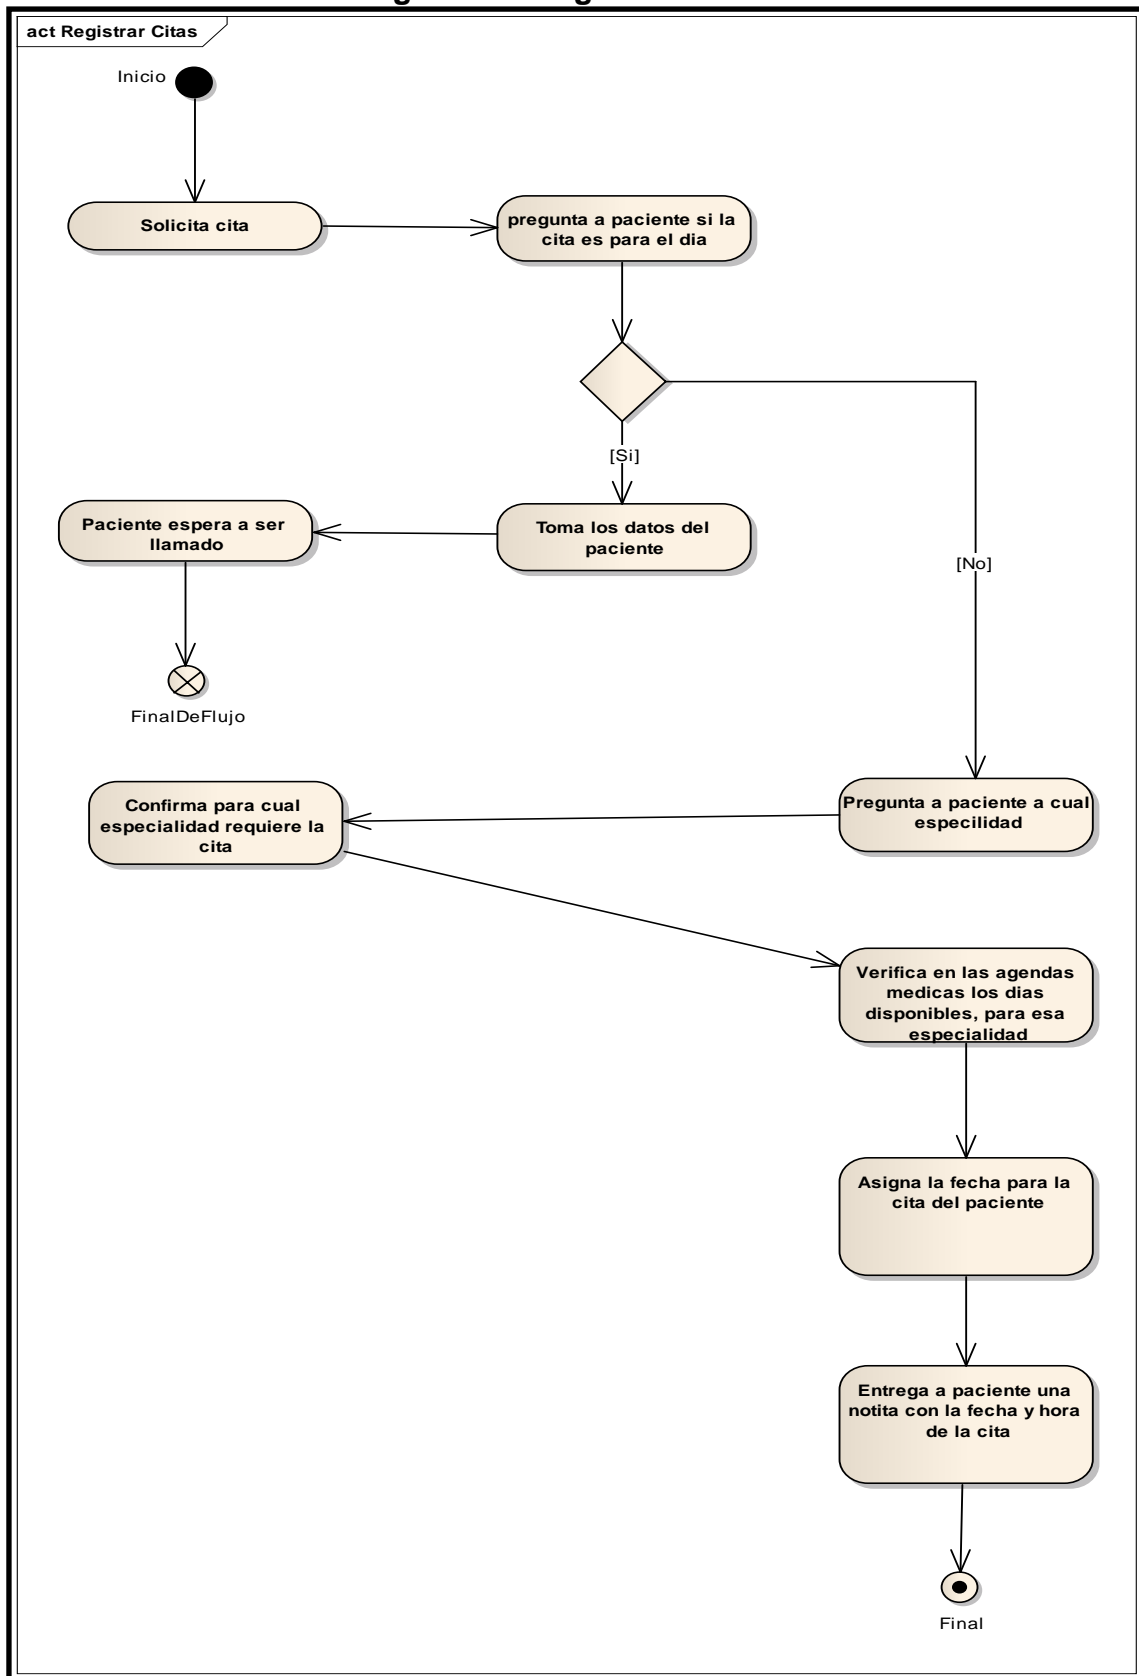 act Registrar Citas
Inicio
Solicita cita
pregunta a paciente si la
cita es para el dia
[Si]
Paciente espera a ser
llamado
Toma los datos del
paciente
[No]
FinalDeFlujo
Confirma para cual
especialidad requiere la
cita
Pregunta a paciente a cual
especilidad
Verifica en las agendas
medicas los dias
disponibles, para esa
especialidad
Asigna la fecha para la
cita del paciente
Entrega a paciente una
notita con la fecha y hora
de la cita
Final